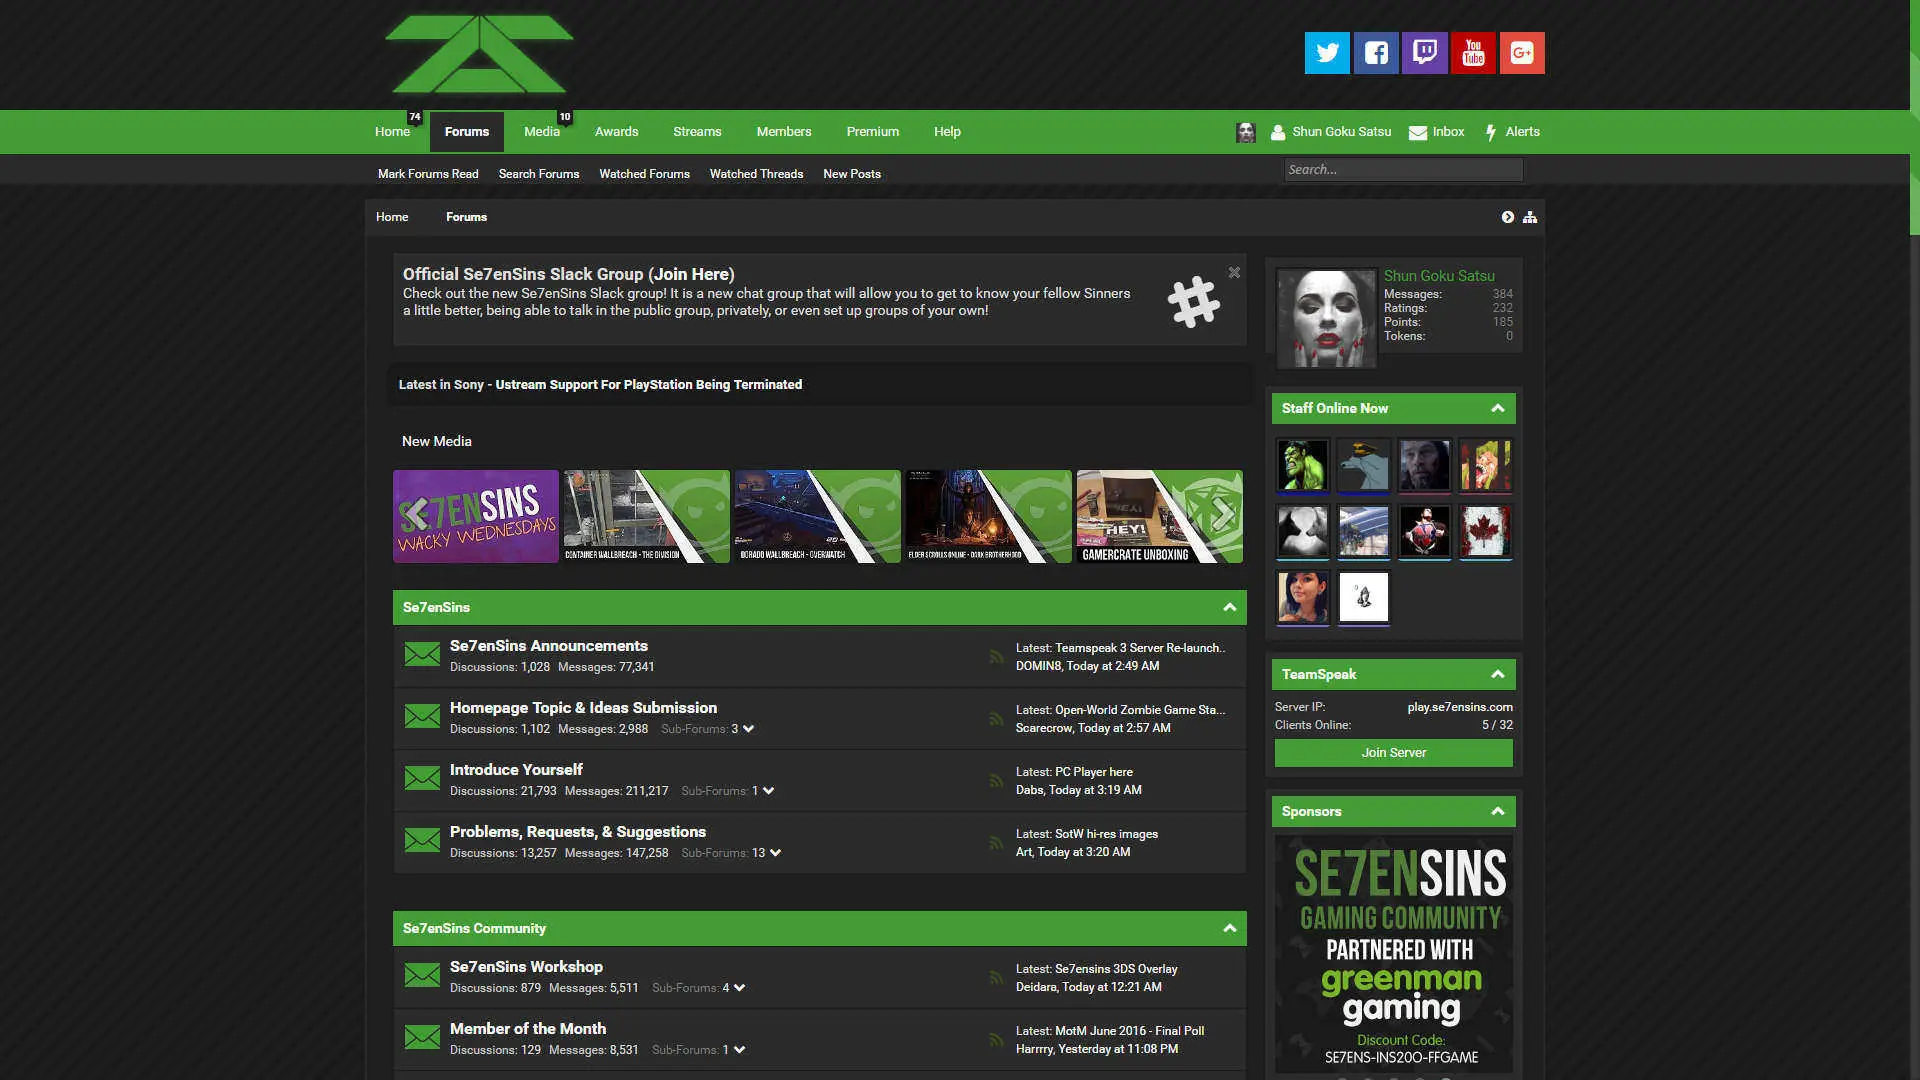 You
Tube
G+
74
10
Home
Forums
Media
Awards
Streams
Members
Premium
Help
Shun Goku Satsu
Inbox
Alerts
Mark Forums Read
Search Forums
Watched Forums
Watched Threads
New Posts
Search...
Home
Forums
Official Se7enSins Slack Group (Join Here)
Check out the new Se7enSins Slack group! It is a new chat group that will allow you to get to know your fellow Sinners
a little better, being able to talk in the public group, privately, or even set up groups of your own!
Latest in Sony - Ustream Support For PlayStation Being Terminated
New Media
SE7ENSINS
WACKY WEDNESDAYS
CONTAINER WALLBREACH - THE DIVISION
DORADO WALLBREACH - OVERWATCH
ELDER SCROLLS ONLINE - DARK BROTHERHOOD
HEY!
GAMERCRATE UNBOXING
Se7enSins
Se7enSins Announcements
Discussions: 1,028 Messages: 77,341
Latest: Teamspeak 3 Server Re-launch..
DOMIN8, Today at 2:49 AM
Homepage Topic & Ideas Submission
Discussions: 1,102 Messages: 2,988 Sub-Forums: 3
Latest: Open-World Zombie Game Sta...
Scarecrow, Today at 2:57 AM
Introduce Yourself
Discussions: 21,793 Messages: 211,217 Sub-Forums: 1
Latest: PC Player here
Dabs, Today at 3:19 AM
Problems, Requests, & Suggestions
Discussions: 13,257 Messages: 147,258 Sub-Forums: 13
Latest: SotW hi-res images
Art, Today at 3:20 AM
Se7enSins Community
Se7enSins Workshop
Discussions: 879 Messages: 5,511 Sub-Forums: 4
Latest: Se7ensins 3DS Overlay
Deidara, Today at 12:21 AM
Member of the Month
Discussions: 129 Messages: 8,531 Sub-Forums: 1
Latest: MotM June 2016 - Final Poll
Harrrry, Yesterday at 11:08 PM
Shun Goku Satsu
Messages: 384
Ratings: 232
Points: 185
Tokens: 0
Staff Online Now
TeamSpeak
Server IP: play.se7ensins.com
Clients Online: 5 / 32
Join Server
Sponsors
SE7ENSINS
GAMING COMMUNITY
PARTNERED WITH
greenman
gaming
Discount Code:
SE7ENS-INS20O-FFGAME